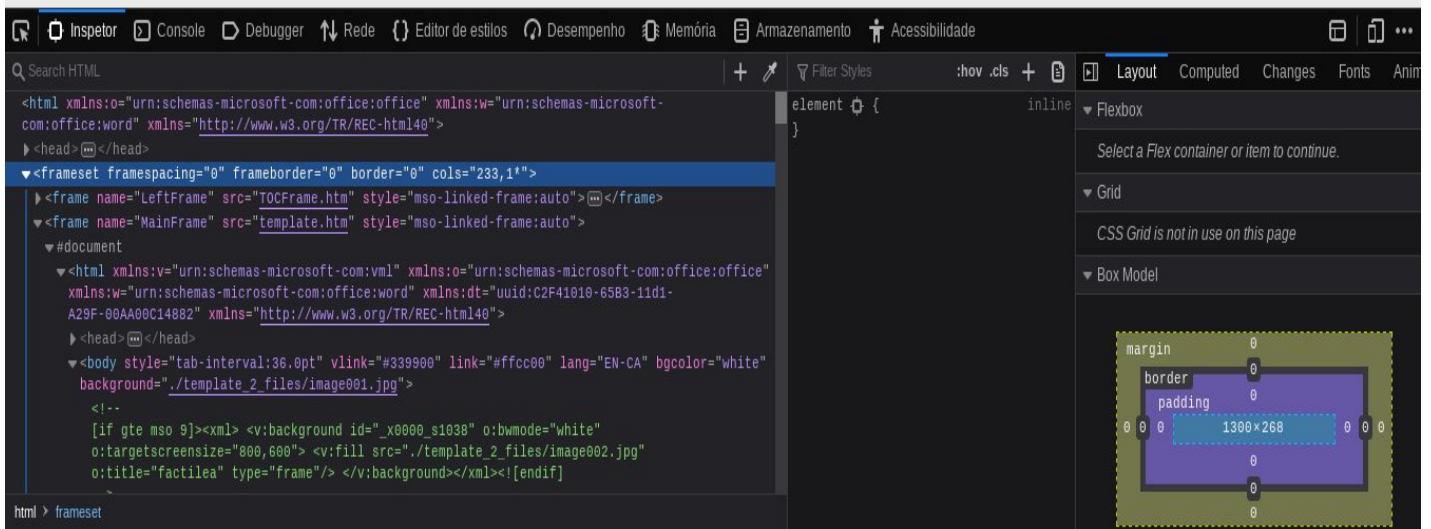 Inspetor Console Debugger Rede Editor de estilos Desempenho Memória Armazenamento Acessibilidade
Search HTML
<html xmlns:o="urn:schemas-microsoft-com:office:office" xmlns:w="urn:schemas-microsoft-
com:office:word" xmlns="http://www.w3.org/TR/REC-html40">
<head></head>
<frameset framespacing="0" frameborder="0" border="0" cols="233,1*">
<frame name="LeftFrame" src="TOCFrame.htm" style="mso-linked-frame:auto"></frame>
<frame name="MainFrame" src="template.htm" style="mso-linked-frame:auto">
#document
<html xmlns:v="urn:schemas-microsoft-com:vml" xmlns:o="urn:schemas-microsoft-com:office:office"
xmlns:w="urn:schemas-microsoft-com:office:word" xmlns:dt="uuid:C2F41010-65B3-11d1-
A29F-00AA00C14882" xmlns="http://www.w3.org/TR/REC-html40">
<head></head>
<body style="tab-interval:36.0pt" vlink="#339900" link="#ffcc00" lang="EN-CA" bgcolor="white"
background="./template_2_files/image001.jpg">
<!--
[if gte mso 9]><xml> <v:background id="_x0000_s1038" o:bwmode="white"
o:targetscreensize="800,600"> <v:fill src="./template_2_files/image002.jpg"
o:title="factilea" type="frame"/> </v:background></xml><![endif]
html > frameset
Filter Styles :hov .cls +
element { inline
}
Layout Computed Changes Fonts Anim
Flexbox
Select a Flex container or item to continue.
Grid
CSS Grid is not in use on this page
Box Model
margin 0
border 0
padding 0
0 0 0 1300×268 0 0 0
0
0
0